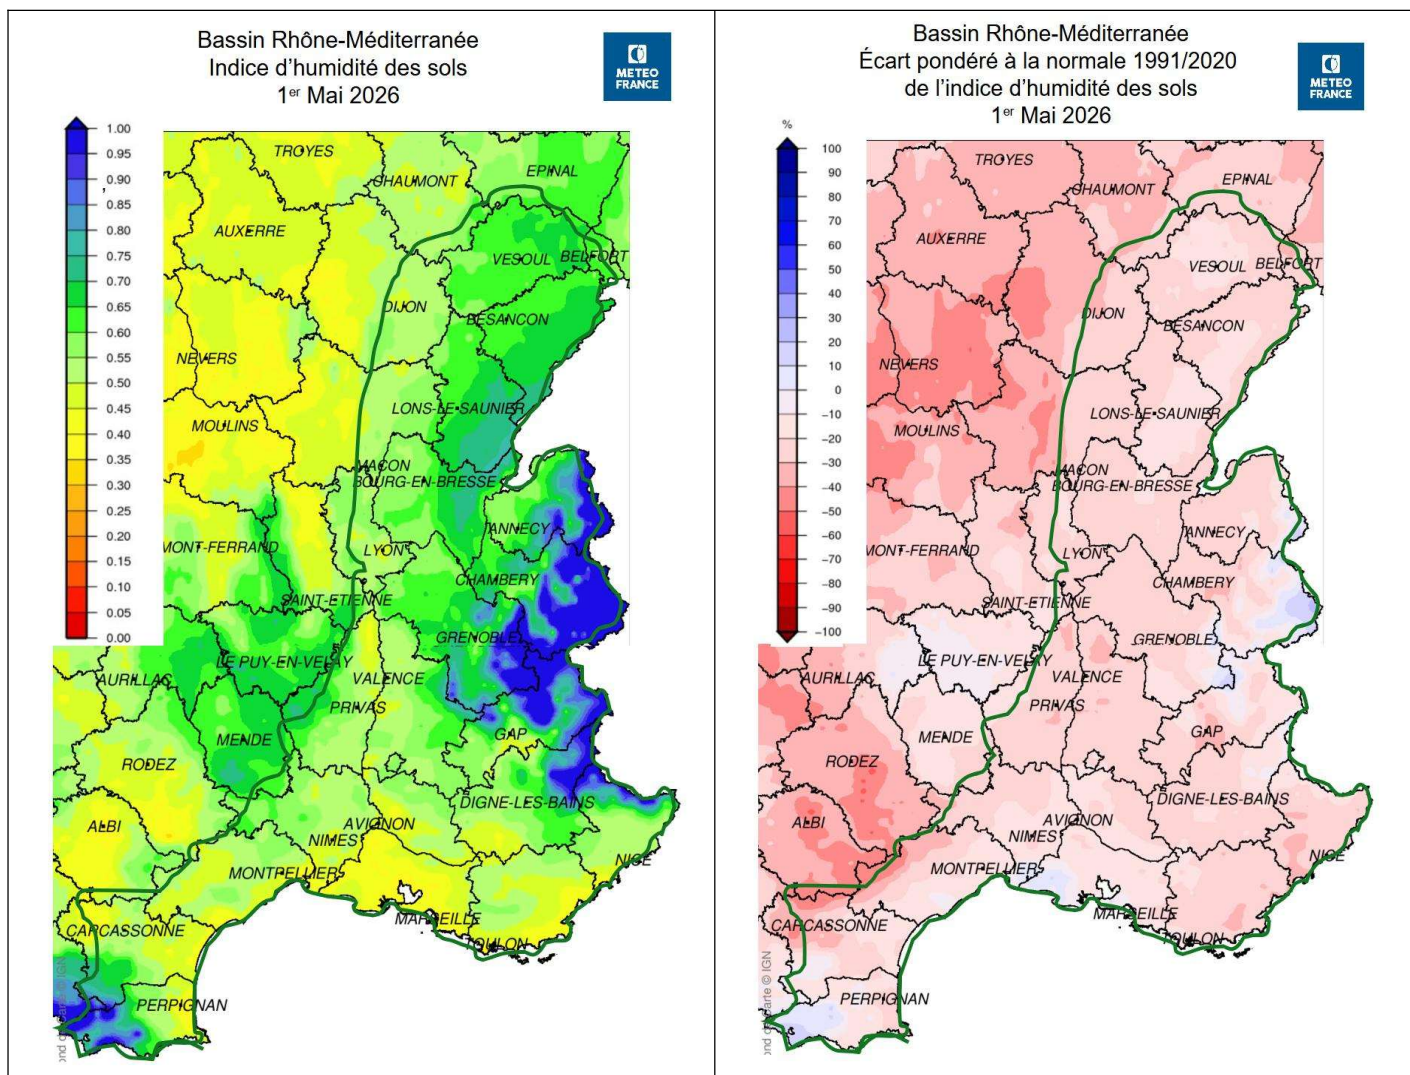 Bassin Rhône-Méditerranée
Indice d'humidité des sols
1er Mai 2026
METEO
FRANCE
1.00
0.95
0.90
0.85
0.80
0.75
0.70
0.65
0.60
0.55
0.50
0.45
0.40
0.35
0.30
0.25
0.20
0.15
0.10
0.05
0.00
TROYES
CHAUMONT
EPINAL
AUXERRE
VESOUL
BELFORT
DIJON
BESANCON
NEVERS
LONS-LE-SAUNIER
MOULINS
MACON
BOURG-EN-BRESSE
ANNECY
MONT-FERRAND
LYON
CHAMBERY
SAINT-ETIENNE
GRENOBLE
LE PUY-EN-VELAY
AURILLAC
VALENCE
PRIVAS
MENDE
GAP
RODEZ
DIGNE-LES-BAINS
ALBI
AVIGNON
NIMES
NICE
MONTPELLIER
MARSEILLE
CARCASSONNE
TOULON
PERPIGNAN
Bassin Rhône-Méditerranée
Écart pondéré à la normale 1991/2020
de l'indice d'humidité des sols
1er Mai 2026
METEO
FRANCE
%
100
90
80
70
60
50
40
30
20
10
0
−10
−20
−30
−40
−50
−60
−70
−80
−90
−100
TROYES
CHAUMONT
EPINAL
AUXERRE
VESOUL
BELFORT
DIJON
BESANCON
NEVERS
LONS-LE-SAUNIER
MOULINS
MACON
BOURG-EN-BRESSE
ANNECY
MONT-FERRAND
LYON
CHAMBERY
SAINT-ETIENNE
GRENOBLE
LE PUY-EN-VELAY
AURILLAC
VALENCE
PRIVAS
MENDE
GAP
RODEZ
DIGNE-LES-BAINS
ALBI
AVIGNON
NIMES
NICE
MONTPELLIER
MARSEILLE
CARCASSONNE
TOULON
PERPIGNAN
© IGN